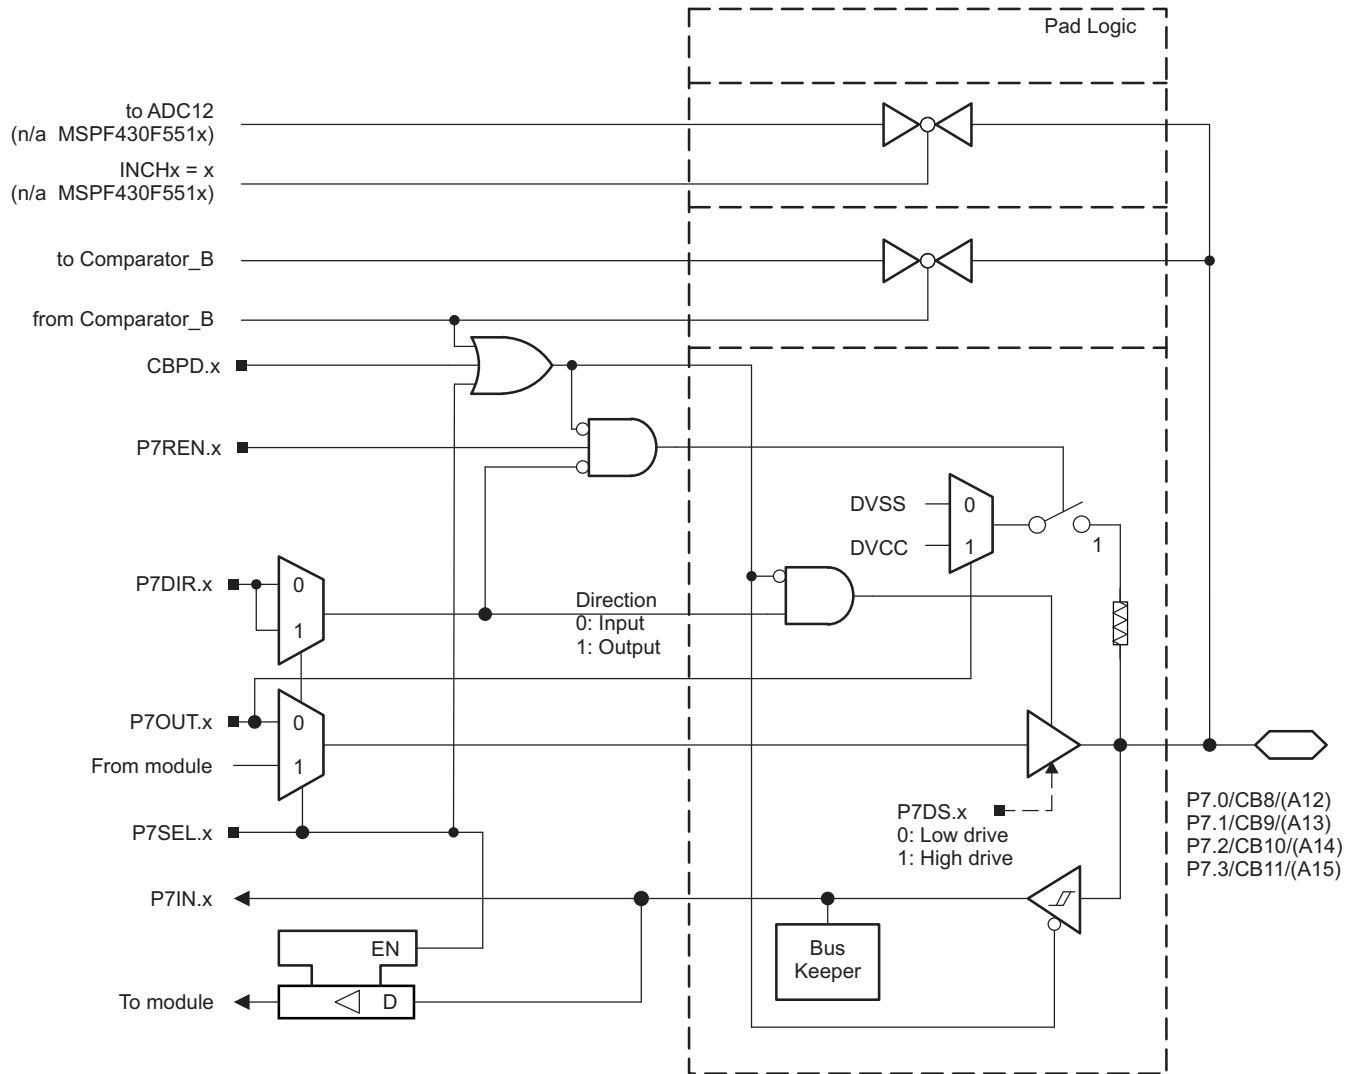 Pad Logic
to ADC12
(n/a MSPF430F551x)
INCHx = x
(n/a MSPF430F551x)
to Comparator_B
from Comparator_B
CBPD.x
P7REN.x
DVSS
0
DVCC
1
1
P7DIR.x
0
1
Direction
0: Input
1: Output
P7OUT.x
0
From module
1
P7SEL.x
P7DS.x
0: Low drive
1: High drive
P7.0/CB8/(A12)
P7.1/CB9/(A13)
P7.2/CB10/(A14)
P7.3/CB11/(A15)
P7IN.x
EN
Bus
Keeper
To module
D